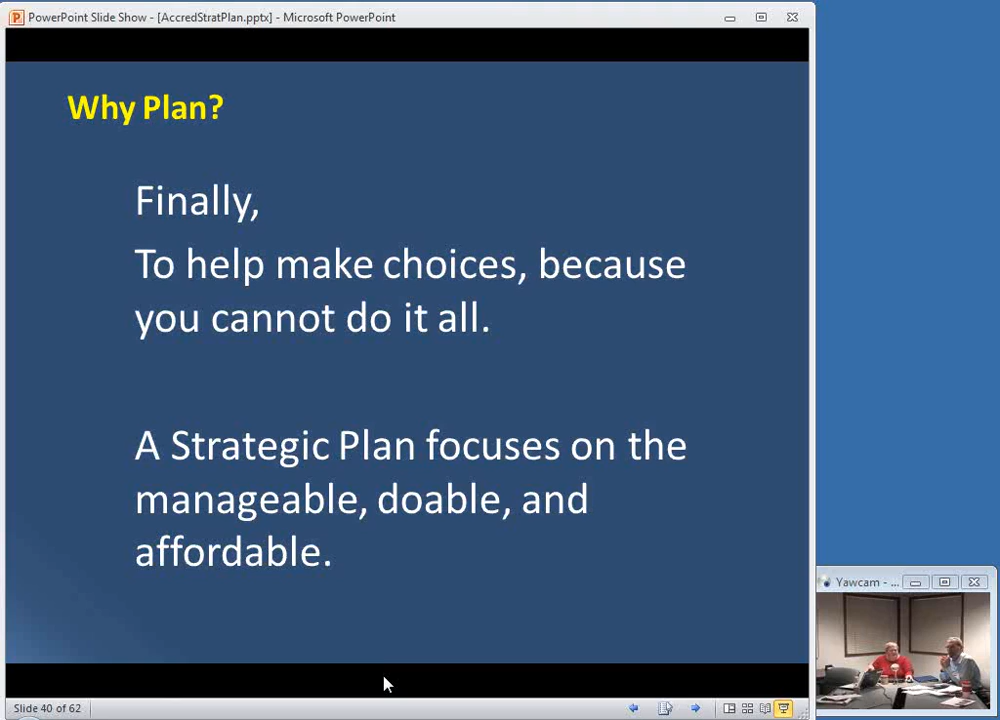 PowerPoint Slide Show - [AccredStratPlan.pptx] - Microsoft PowerPoint
Why Plan?
Finally,
To help make choices, because
you cannot do it all.
A Strategic Plan focuses on the
manageable, doable, and
affordable.
Yawcam - ...
Slide 40 of 62